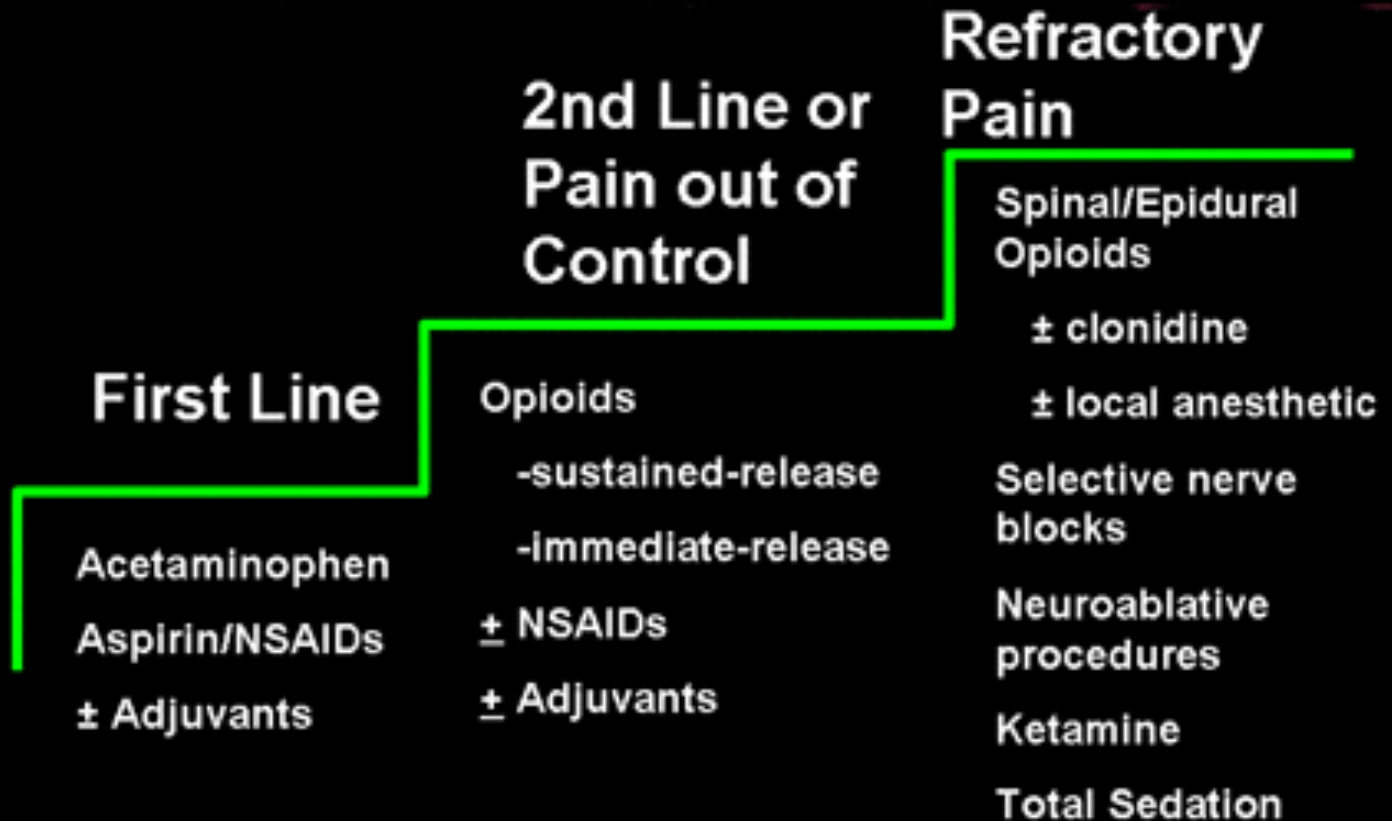 First Line
Acetaminophen
Aspirin/NSAIDs
± Adjuvants
2nd Line or
Pain out of
Control
Opioids
-sustained-release
-immediate-release
± NSAIDs
± Adjuvants
Refractory
Pain
Spinal/Epidural
Opioids
± clonidine
± local anesthetic
Selective nerve
blocks
Neuroablative
procedures
Ketamine
Total Sedation